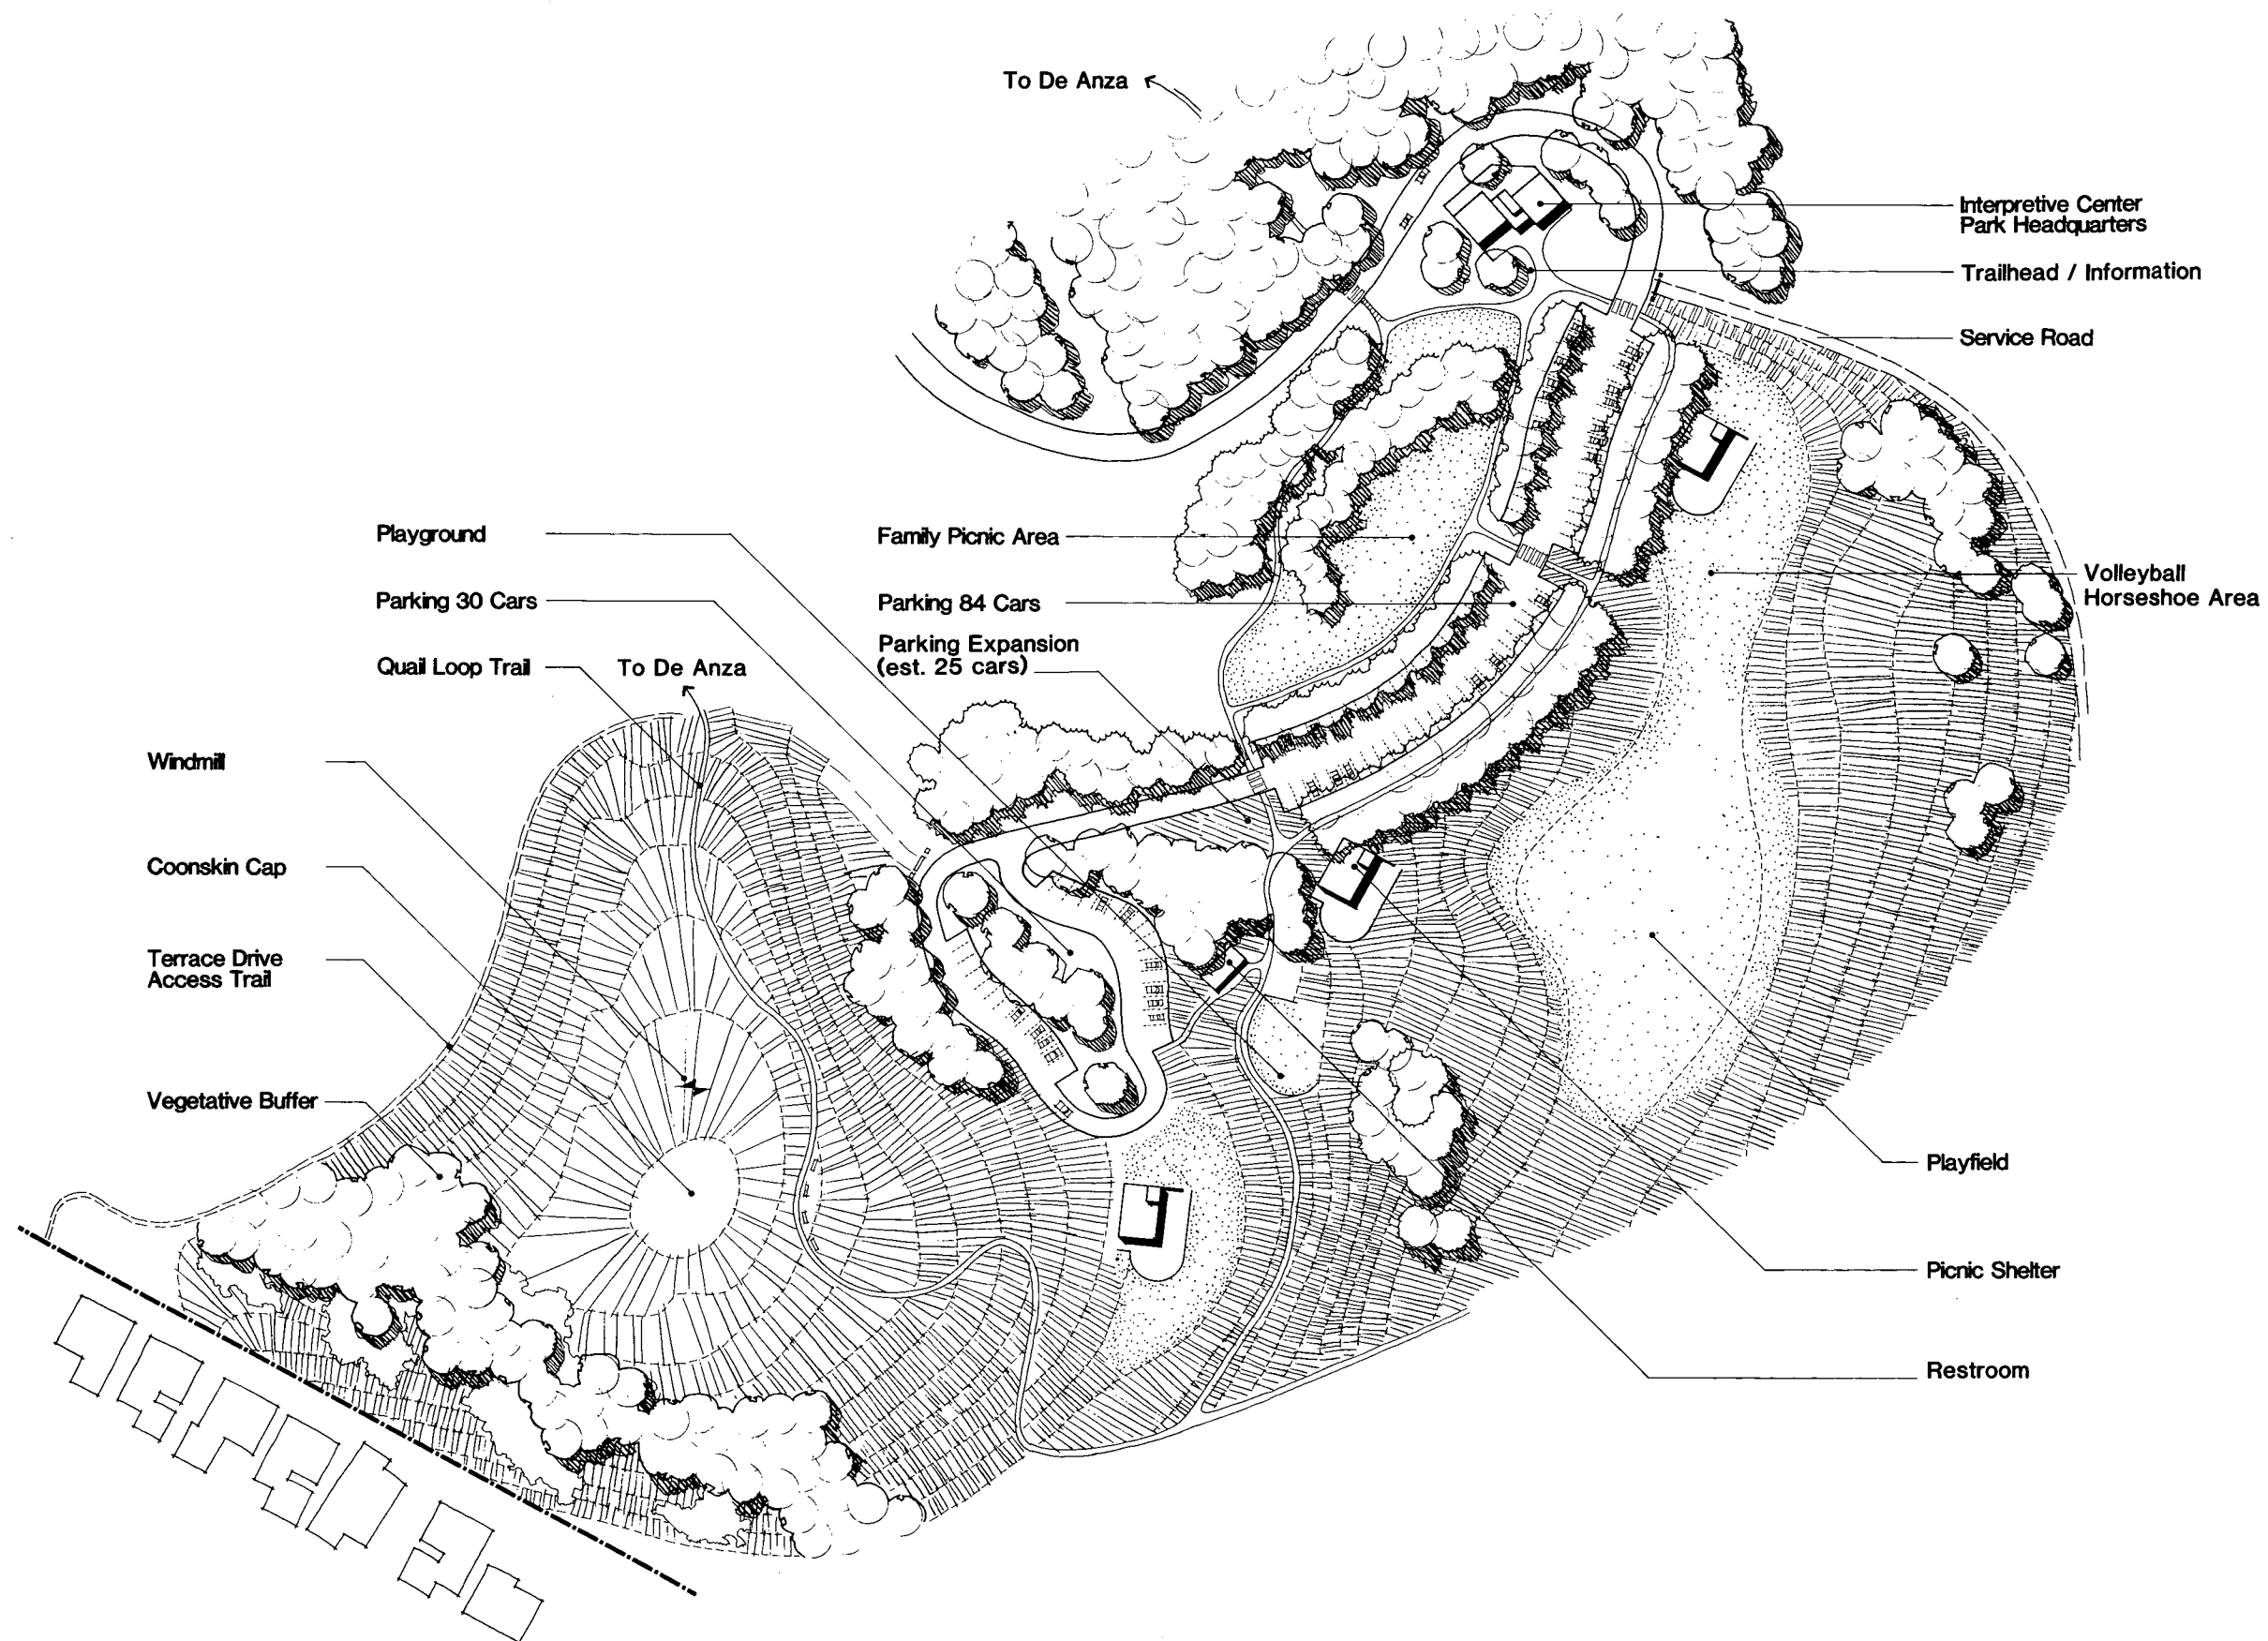 To De Anza
Interpretive Center
Park Headquarters
Trailhead / Information
Service Road
Playground
Family Picnic Area
Volleyball
Horseshoe Area
Parking 30 Cars
Parking 84 Cars
Parking Expansion
(est. 25 cars)
Quail Loop Trail
To De Anza
Windmill
Coonskin Cap
Terrace Drive
Access Trail
Vegetative Buffer
Playfield
Picnic Shelter
Restroom